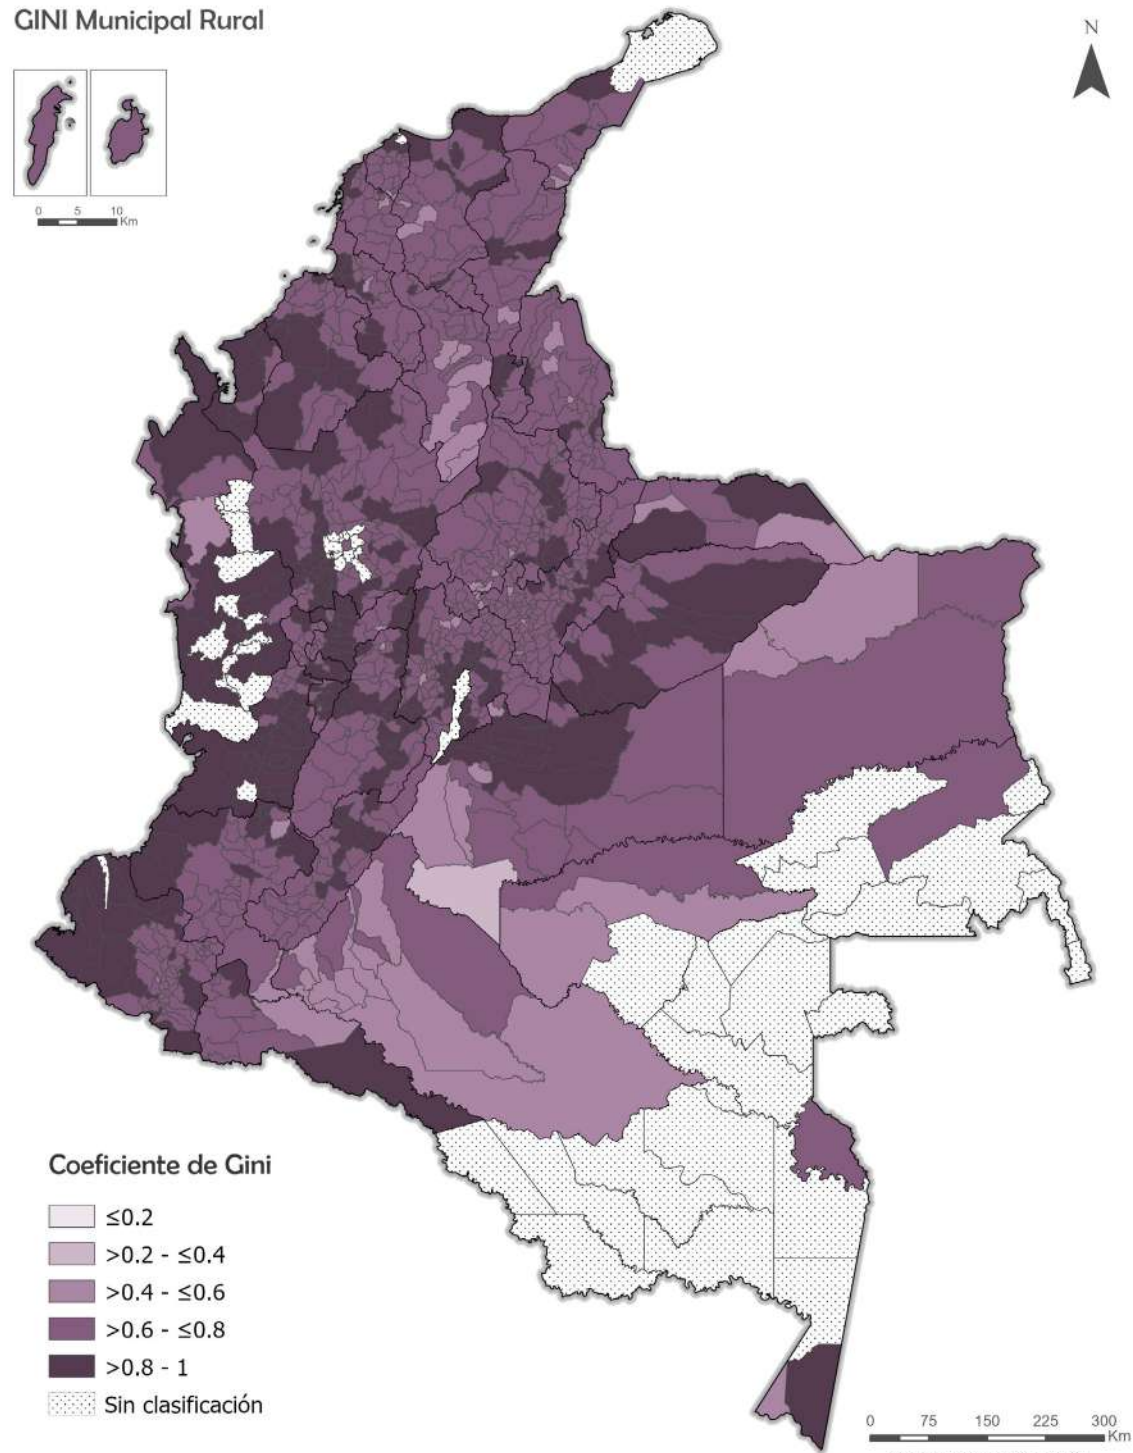 GINI Municipal Rural
N
0 5 10
Km
Coeficiente de Gini
≤0.2
>0.2 - ≤0.4
>0.4 - ≤0.6
>0.6 - ≤0.8
>0.8 - 1
Sin clasificación
0 75 150 225 300
Km